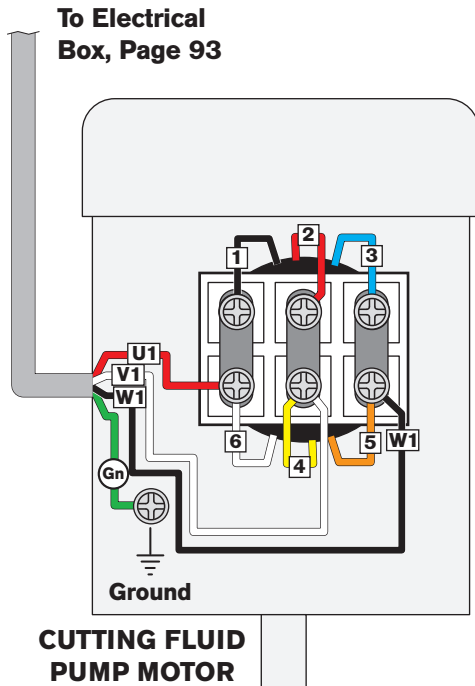 To Electrical
Box, Page 93
2
1
3
U1
V1
W1
6
4
5
W1
Gn
Ground
CUTTING FLUID
PUMP MOTOR